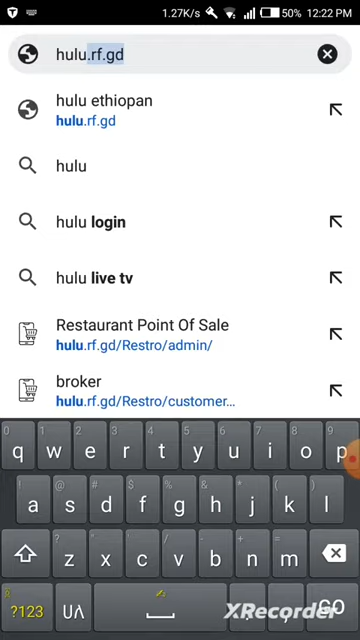 1.27K/s 50% 12:22 PM
hulu.rf.gd
hulu ethiopan
hulu.rf.gd
hulu
hulu login
hulu live tv
Restaurant Point Of Sale
hulu.rf.gd/Restro/admin/
broker
hulu.rf.gd/Restro/customer...
0 1 2 3 4 5 6 7 8 9
q w e r t y u i o p
! @ # $ % & * ( )
a s d f g h j k l
z x c v b n m
?123 . , GO
XRecorder